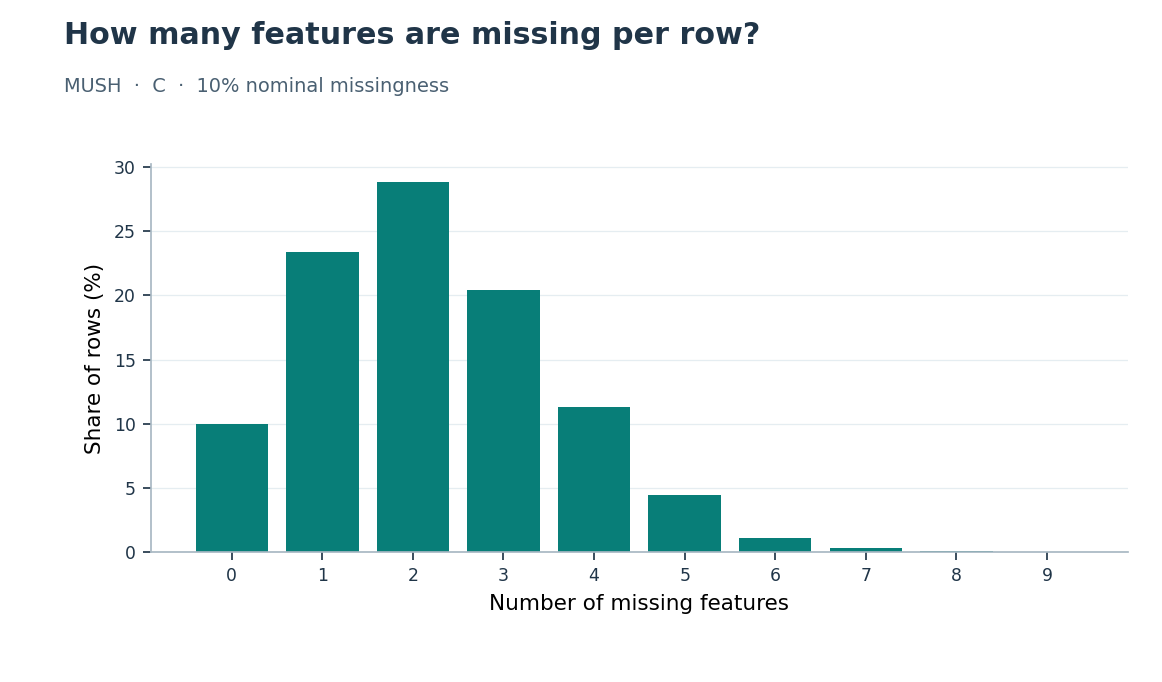 How many features are missing per row?
MUSH · C · 10% nominal missingness
30
25
20
15
10
5
0
Share of rows (%)
0 1 2 3 4 5 6 7 8 9
Number of missing features